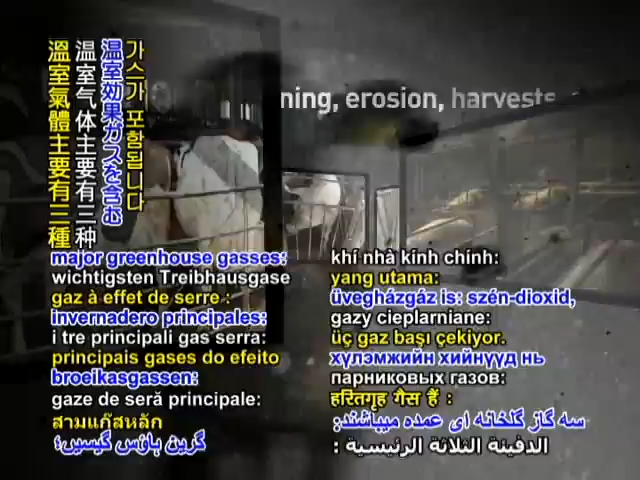 ning, erosion, harvests
가스가 포함됩니다
温室効果ガスを含む
温室气体主要有三种
溫室氣體主要有三種
major greenhouse gasses:
wichtigsten Treibhausgase
gaz à effet de serre :
invernadero principales:
i tre principali gas serra:
principais gases do efeito
broeikasgassen:
gaze de seră principale:
สามแก๊สหลัก
گرین ہاؤس گیسیں؛
khí nhà kính chính:
yang utama:
üvegházgáz is: szén-dioxid,
gazy cieplarniane:
üç gaz başı çekiyor.
хүлэмжийн хийнүүд нь
парниковых газов:
हरितगृह गैस हैं :
سه گاز گلخانه ای عمده میباشند:
الدفيئة الثلاثة الرئيسية :